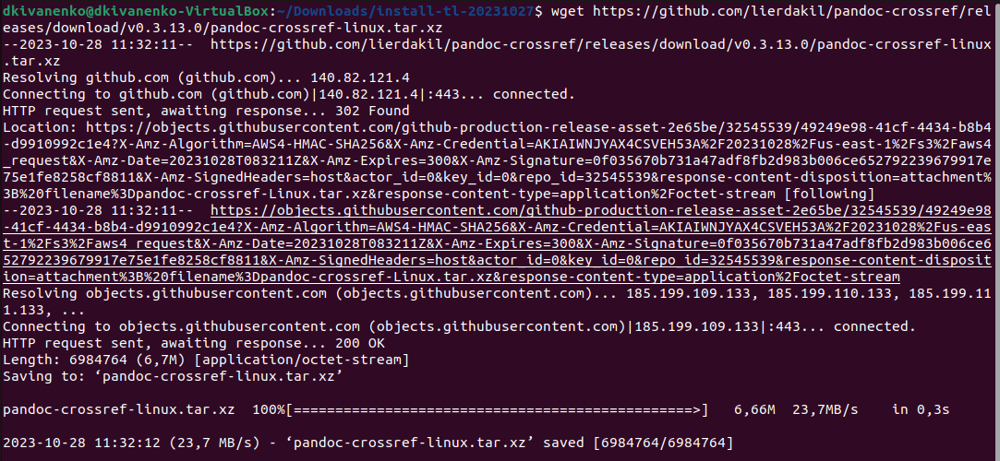 dkivanenko@dkivanenko-VirtualBox:~/Downloads/install-tl-20231027$ wget https://github.com/lierdakil/pandoc-crossref/rel
eases/download/v0.3.13.0/pandoc-crossref-linux.tar.xz
--2023-10-28 11:32:11--  https://github.com/lierdakil/pandoc-crossref/releases/download/v0.3.13.0/pandoc-crossref-linux
.tar.xz
Resolving github.com (github.com)... 140.82.121.4
Connecting to github.com (github.com)|140.82.121.4|:443... connected.
HTTP request sent, awaiting response... 302 Found
Location: https://objects.githubusercontent.com/github-production-release-asset-2e65be/32545539/49249e98-41cf-4434-b8b4
-d9910992c1e4?X-Amz-Algorithm=AWS4-HMAC-SHA256&X-Amz-Credential=AKIAIWNJYAX4CSVEH53A%2F20231028%2Fus-east-1%2Fs3%2Faws4
_request&X-Amz-Date=20231028T083211Z&X-Amz-Expires=300&X-Amz-Signature=0f035670b731a47adf8fb2d983b006ce652792239679917e
75e1fe8258cf8811&X-Amz-SignedHeaders=host&actor_id=0&key_id=0&repo_id=32545539&response-content-disposition=attachment%
3B%20filename%3Dpandoc-crossref-Linux.tar.xz&response-content-type=application%2Foctet-stream [following]
--2023-10-28 11:32:11--  https://objects.githubusercontent.com/github-production-release-asset-2e65be/32545539/49249e98
-41cf-4434-b8b4-d9910992c1e4?X-Amz-Algorithm=AWS4-HMAC-SHA256&X-Amz-Credential=AKIAIWNJYAX4CSVEH53A%2F20231028%2Fus-eas
t-1%2Fs3%2Faws4_request&X-Amz-Date=20231028T083211Z&X-Amz-Expires=300&X-Amz-Signature=0f035670b731a47adf8fb2d983b006ce6
52792239679917e75e1fe8258cf8811&X-Amz-SignedHeaders=host&actor_id=0&key_id=0&repo_id=32545539&response-content-disposit
ion=attachment%3B%20filename%3Dpandoc-crossref-Linux.tar.xz&response-content-type=application%2Foctet-stream
Resolving objects.githubusercontent.com (objects.githubusercontent.com)... 185.199.109.133, 185.199.110.133, 185.199.11
1.133, ...
Connecting to objects.githubusercontent.com (objects.githubusercontent.com)|185.199.109.133|:443... connected.
HTTP request sent, awaiting response... 200 OK
Length: 6984764 (6,7M) [application/octet-stream]
Saving to: ‘pandoc-crossref-linux.tar.xz’
pandoc-crossref-linux.tar.xz  100%[================================================>]   6,66M  23,7MB/s    in 0,3s
2023-10-28 11:32:12 (23,7 MB/s) - ‘pandoc-crossref-linux.tar.xz’ saved [6984764/6984764]